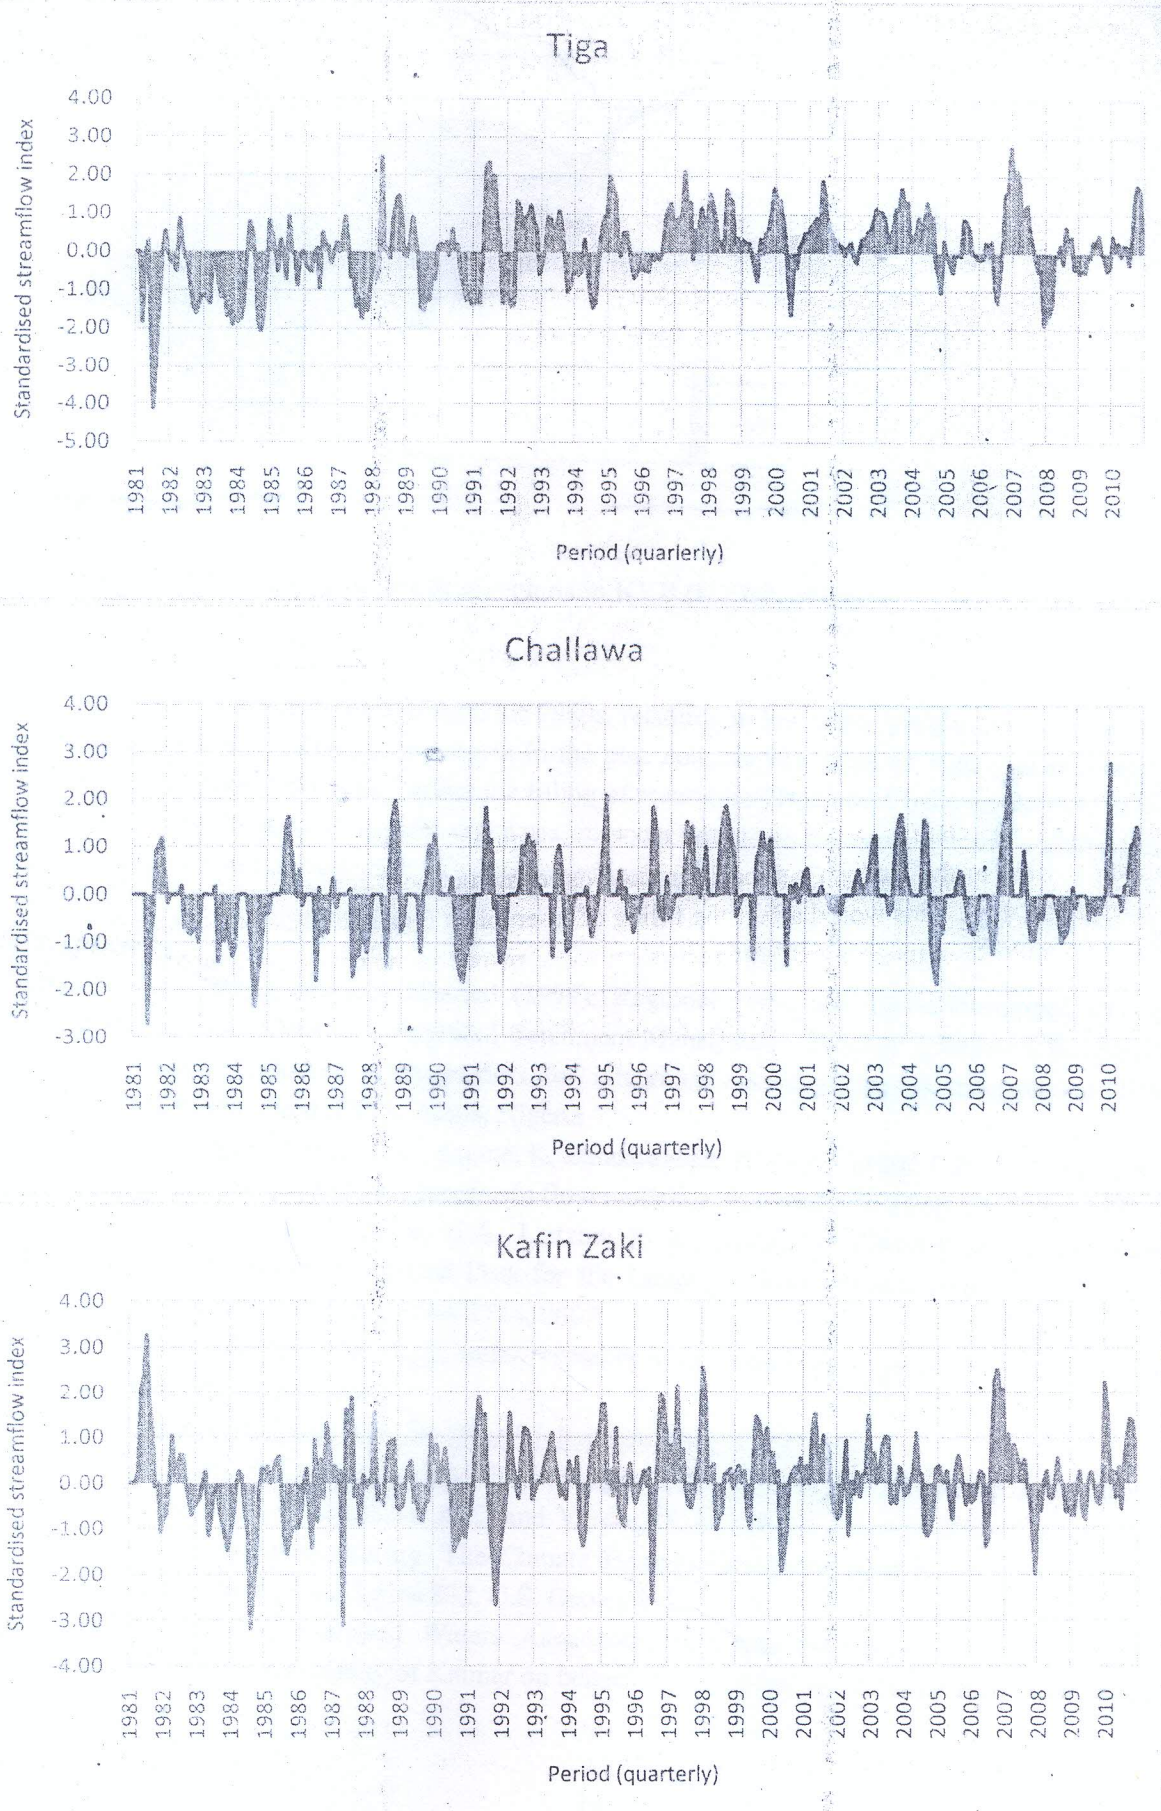 Tiga
Standardised streamflow index
4.00
3.00
2.00
1.00
0.00
-1.00
-2.00
-3.00
-4.00
-5.00
1981 1982 1983 1984 1985 1986 1987 1988 1989 1990 1991 1992 1993 1994 1995 1996 1997 1998 1999 2000 2001 2002 2003 2004 2005 2006 2007 2008 2009 2010
Period (quarlerly)
Challawa
Standardised streamflow index
4.00
3.00
2.00
1.00
0.00
-1.00
-2.00
-3.00
1981 1982 1983 1984 1985 1986 1987 1988 1989 1990 1991 1992 1993 1994 1995 1996 1997 1998 1999 2000 2001 2002 2003 2004 2005 2006 2007 2008 2009 2010
Period (quarterly)
Kafin Zaki
Standardised streamflow index
4.00
3.00
2.00
1.00
0.00
-1.00
-2.00
-3.00
-4.00
1981 1982 1983 1984 1985 1986 1987 1988 1989 1990 1991 1992 1993 1994 1995 1996 1997 1998 1999 2000 2001 2002 2003 2004 2005 2006 2007 2008 2009 2010
Period (quarterly)